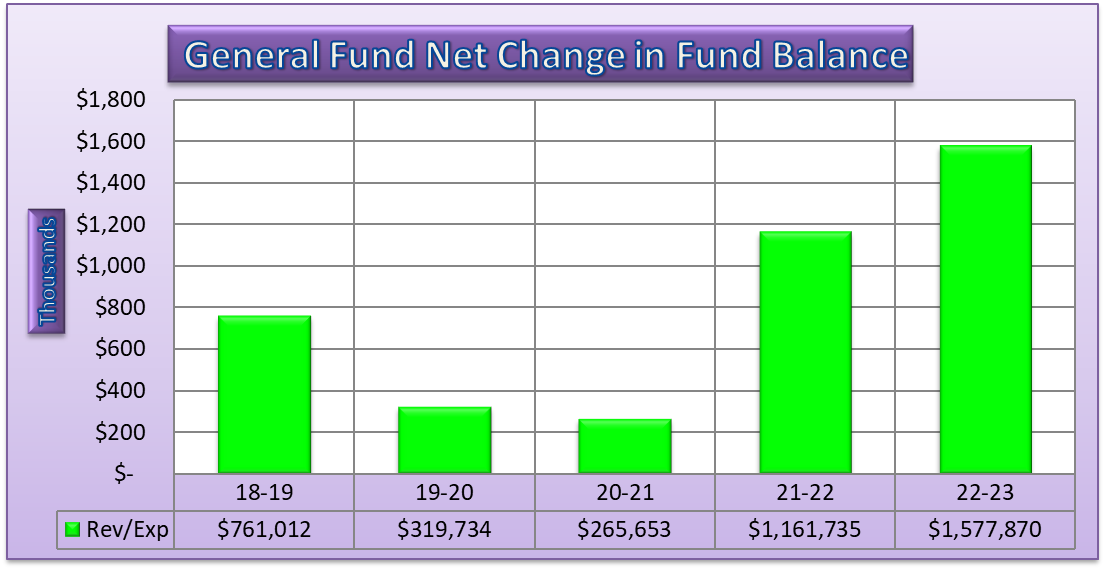 General Fund Net Change in Fund Balance
$1,800
$1,600
$1,400
$1,200
$1,000
$800
$600
$400
$200
$-
Thousands
18-19 19-20 20-21 21-22 22-23
Rev/Exp $761,012 $319,734 $265,653 $1,161,735 $1,577,870